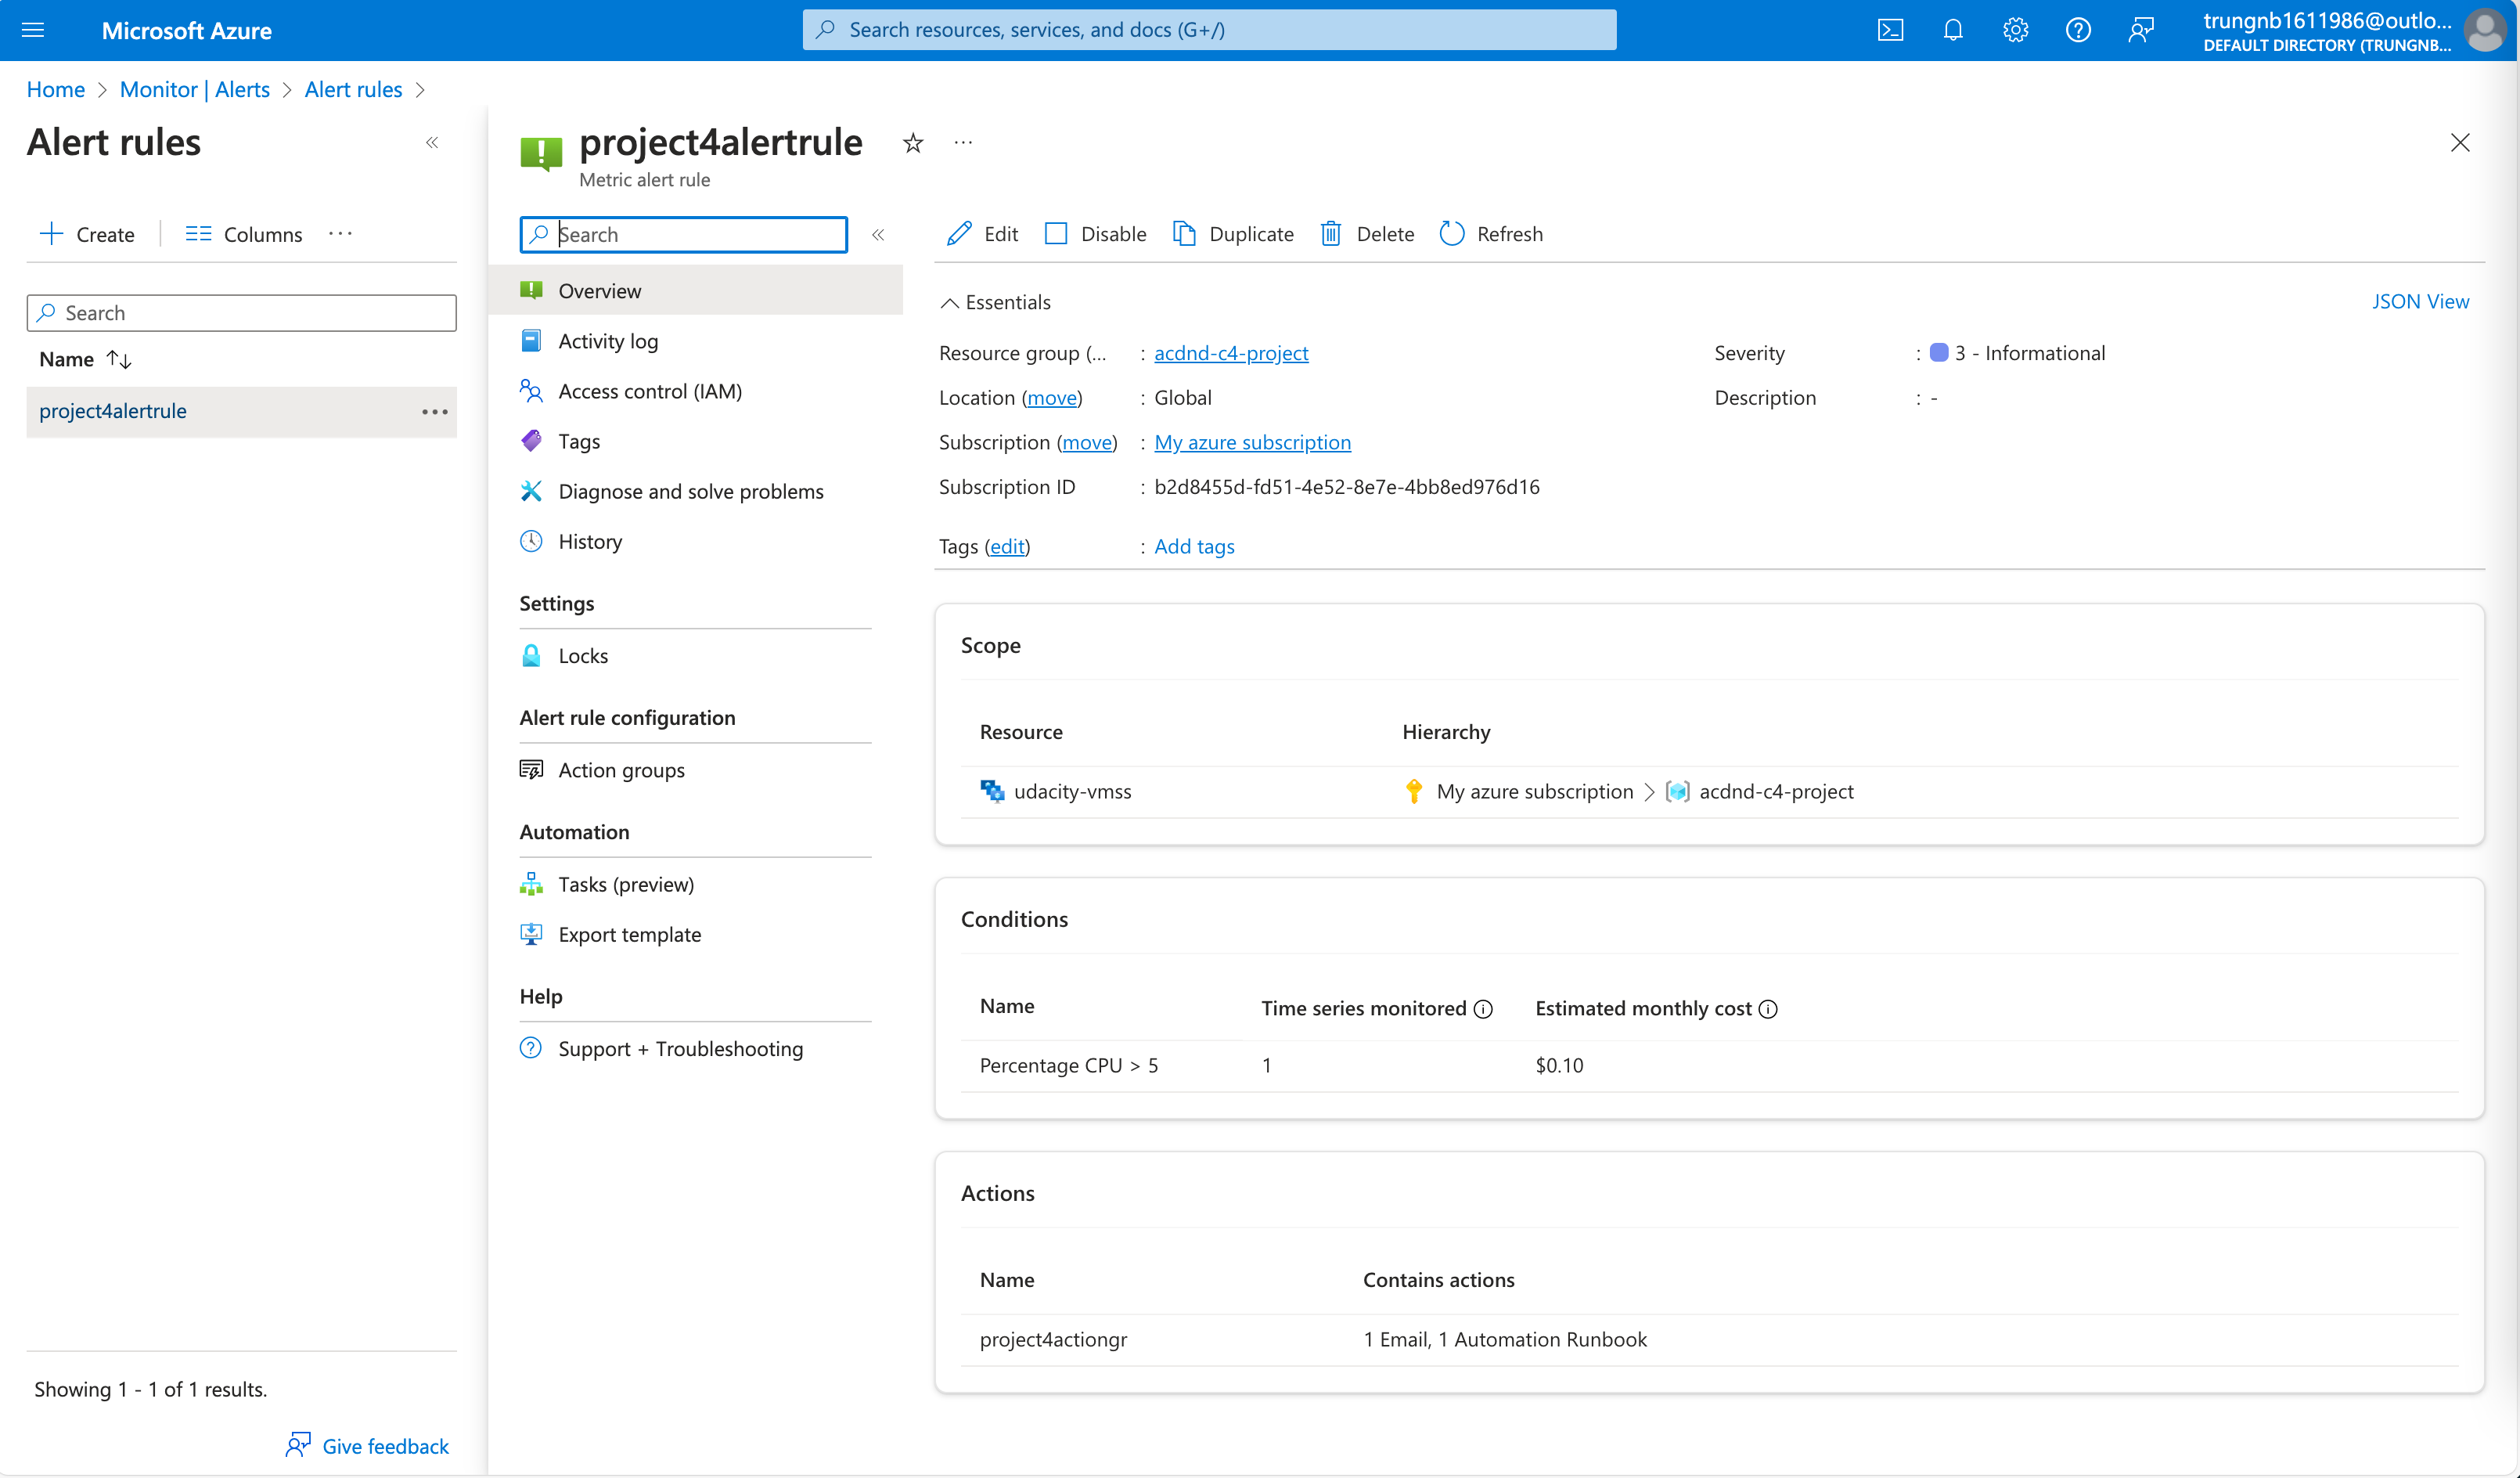 Microsoft Azure
Search resources, services, and docs (G+/)
trungnb1611986@outlo...
DEFAULT DIRECTORY (TRUNGNB...
Home > Monitor | Alerts > Alert rules >
Alert rules
Create
Columns
Search
Name
project4alertrule
Showing 1 - 1 of 1 results.
Give feedback
project4alertrule
Metric alert rule
Search
Overview
Activity log
Access control (IAM)
Tags
Diagnose and solve problems
History
Settings
Locks
Alert rule configuration
Action groups
Automation
Tasks (preview)
Export template
Help
Support + Troubleshooting
Edit Disable Duplicate Delete Refresh
Essentials
JSON View
Resource group (... : acdnd-c4-project
Location (move) : Global
Subscription (move) : My azure subscription
Subscription ID : b2d8455d-fd51-4e52-8e7e-4bb8ed976d16
Tags (edit) : Add tags
Severity : 3 - Informational
Description : -
Scope
Resource Hierarchy
udacity-vmss My azure subscription > acdnd-c4-project
Conditions
Name Time series monitored Estimated monthly cost
Percentage CPU > 5 1 $0.10
Actions
Name Contains actions
project4actiongr 1 Email, 1 Automation Runbook